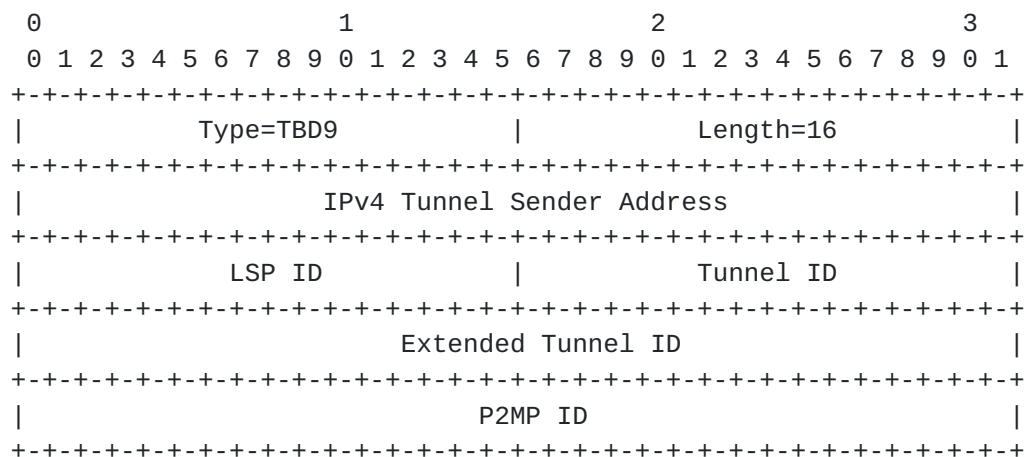 0                   1                   2                   3
 0 1 2 3 4 5 6 7 8 9 0 1 2 3 4 5 6 7 8 9 0 1 2 3 4 5 6 7 8 9 0 1
+-+-+-+-+-+-+-+-+-+-+-+-+-+-+-+-+-+-+-+-+-+-+-+-+-+-+-+-+-+-+-+-+
|           Type=TBD9           |           Length=16           |
+-+-+-+-+-+-+-+-+-+-+-+-+-+-+-+-+-+-+-+-+-+-+-+-+-+-+-+-+-+-+-+-+
|                   IPv4 Tunnel Sender Address                  |
+-+-+-+-+-+-+-+-+-+-+-+-+-+-+-+-+-+-+-+-+-+-+-+-+-+-+-+-+-+-+-+-+
|             LSP ID            |           Tunnel ID           |
+-+-+-+-+-+-+-+-+-+-+-+-+-+-+-+-+-+-+-+-+-+-+-+-+-+-+-+-+-+-+-+-+
|                        Extended Tunnel ID                     |
+-+-+-+-+-+-+-+-+-+-+-+-+-+-+-+-+-+-+-+-+-+-+-+-+-+-+-+-+-+-+-+-+
|                             P2MP ID                           |
+-+-+-+-+-+-+-+-+-+-+-+-+-+-+-+-+-+-+-+-+-+-+-+-+-+-+-+-+-+-+-+-+